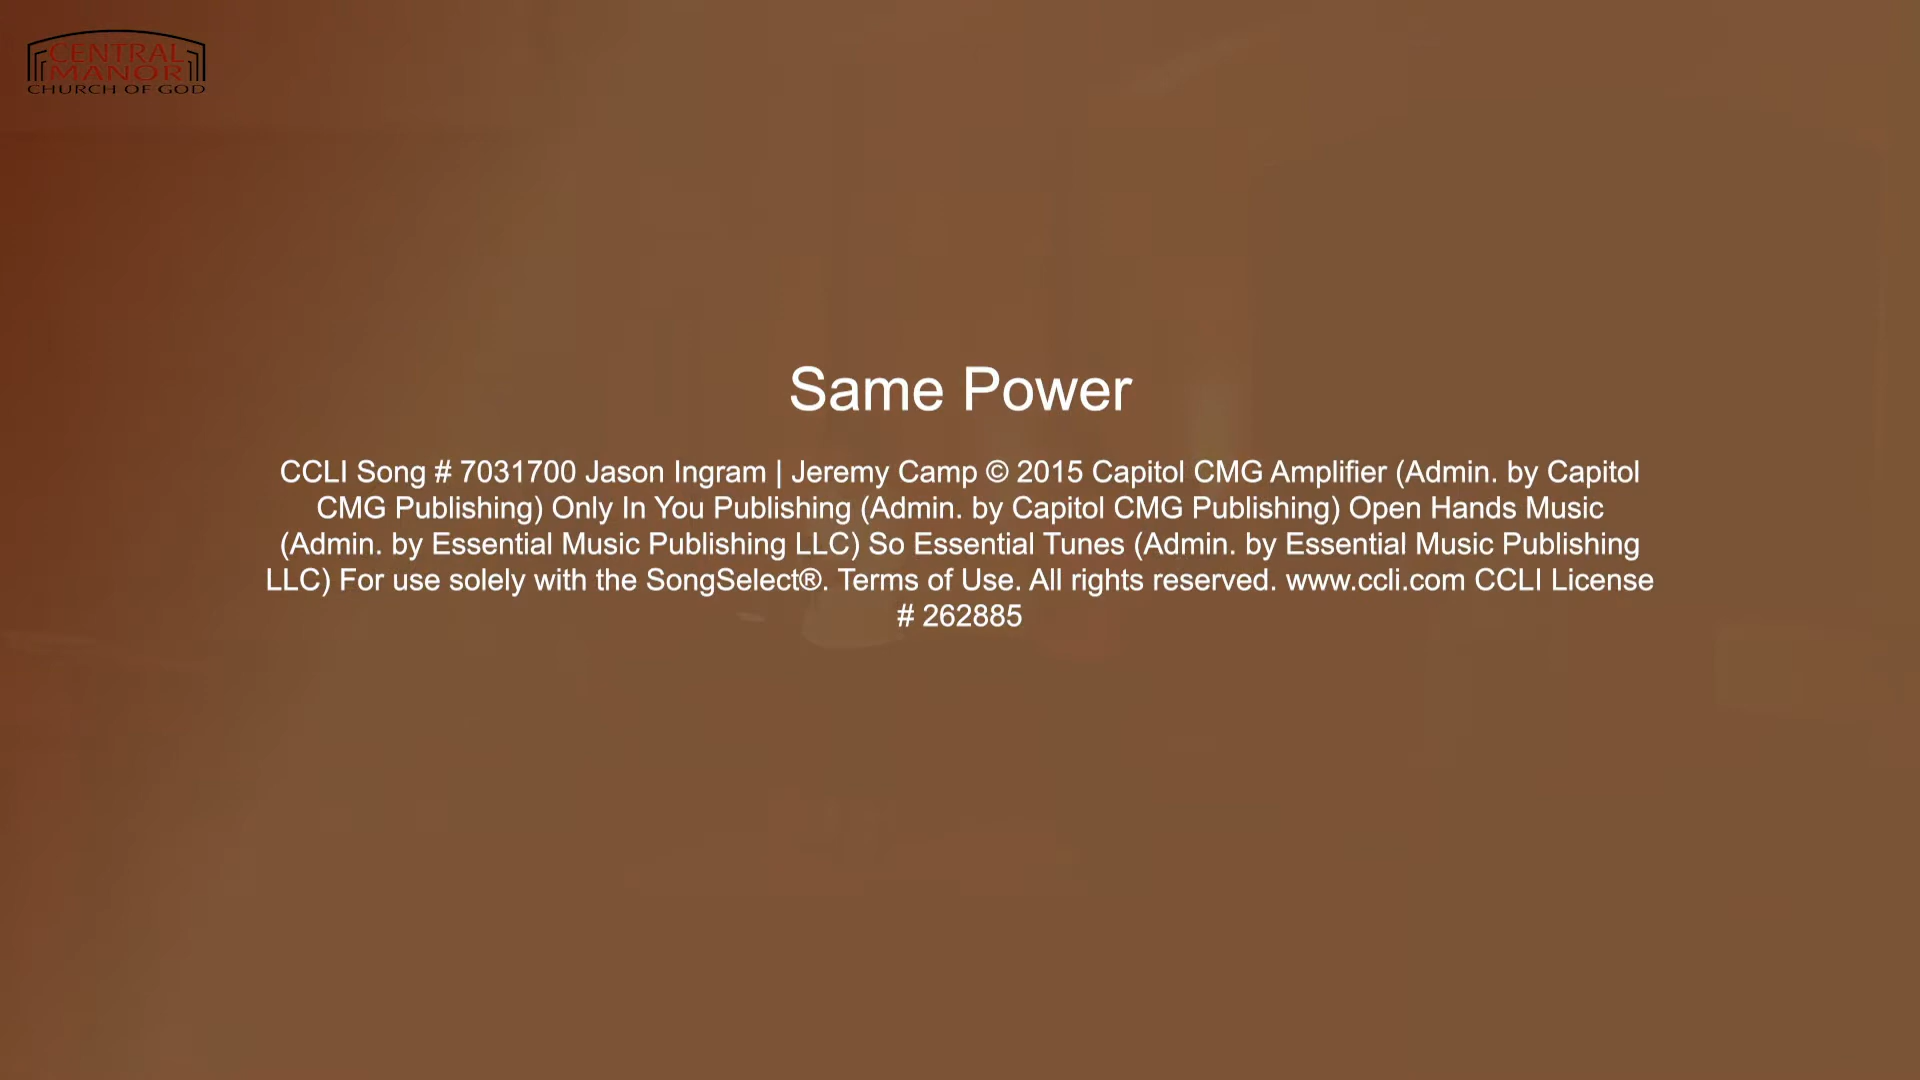 CENTRAL
MANOR
CHURCH OF GOD
Same Power
CCLI Song # 7031700 Jason Ingram | Jeremy Camp © 2015 Capitol CMG Amplifier (Admin. by Capitol
CMG Publishing) Only In You Publishing (Admin. by Capitol CMG Publishing) Open Hands Music
(Admin. by Essential Music Publishing LLC) So Essential Tunes (Admin. by Essential Music Publishing
LLC) For use solely with the SongSelect®. Terms of Use. All rights reserved. www.ccli.com CCLI License
# 262885